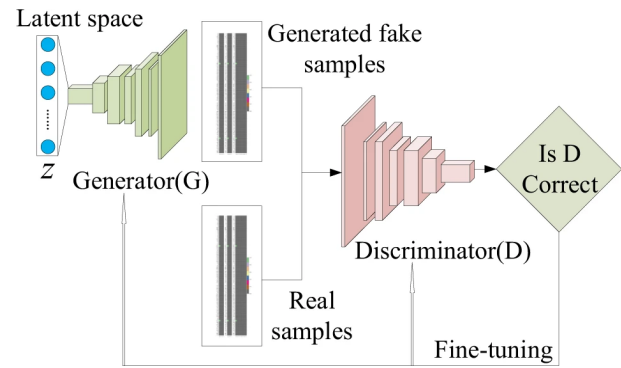 Latent space
z
Generator(G)
Generated fake
samples
Real
samples
Discriminator(D)
Is D
Correct
Fine-tuning